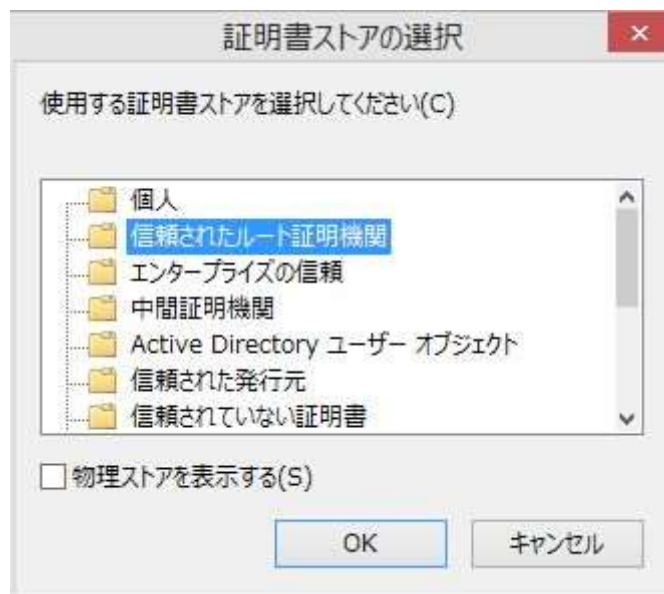 証明書ストアの選択
使用する証明書ストアを選択してください(C)
個人
信頼されたルート証明機関
エンタープライズの信頼
中間証明機関
Active Directory ユーザー オブジェクト
信頼された発行元
信頼されていない証明書
物理ストアを表示する(S)
OK
キャンセル